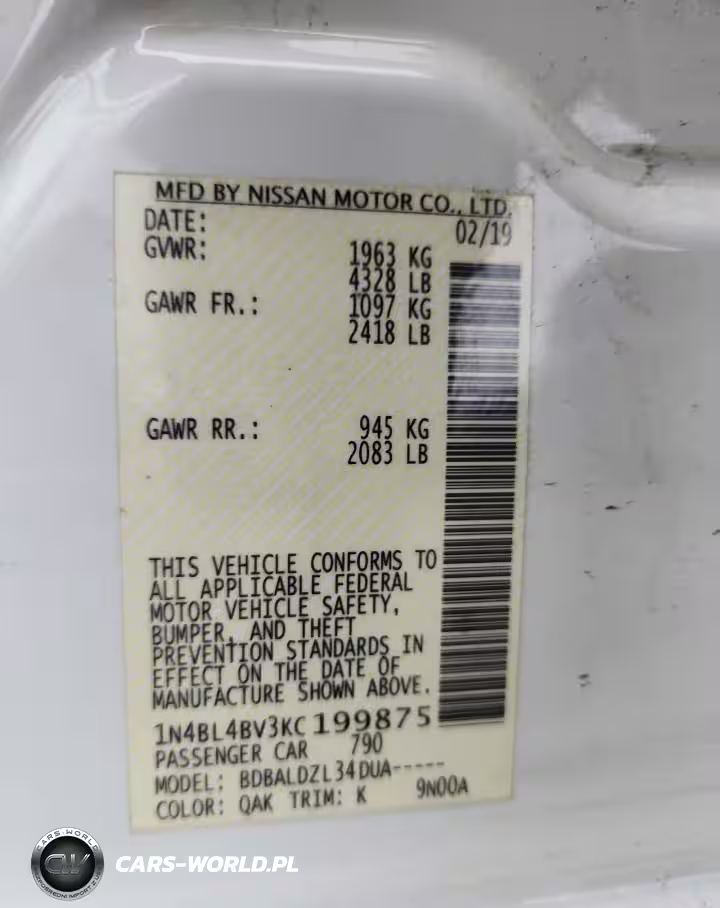 MFD BY NISSAN MOTOR CO., LTD.
DATE: 02/19
GVWR: 1963 KG
4328 LB
GAWR FR.: 1097 KG
2418 LB
GAWR RR.: 945 KG
2083 LB
THIS VEHICLE CONFORMS TO
ALL APPLICABLE FEDERAL
MOTOR VEHICLE SAFETY,
BUMPER, AND THEFT
PREVENTION STANDARDS IN
EFFECT ON THE DATE OF
MANUFACTURE SHOWN ABOVE.
1N4BL4BV3KC199875
PASSENGER CAR 790
MODEL: BDBALDZL34DUA-----
COLOR: QAK TRIM: K 9N00A
CARS-WORLD
CW
CARS-WORLD.PL